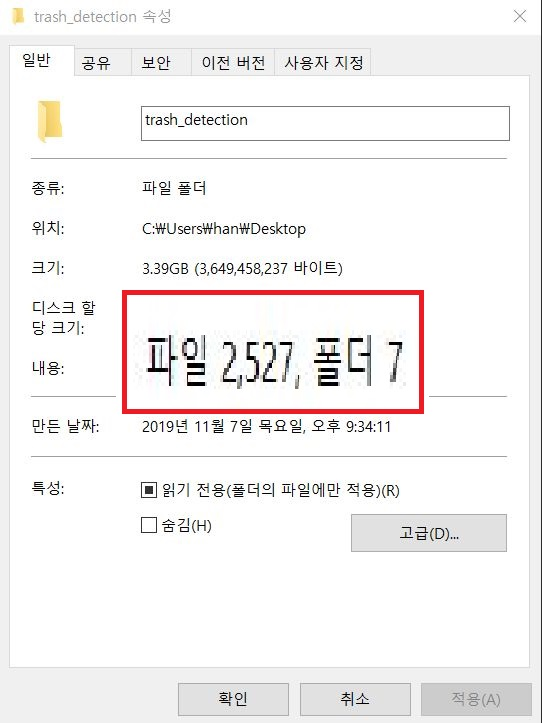 trash_detection 속성
일반 공유 보안 이전 버전 사용자 지정
trash_detection
종류: 파일 폴더
위치: C:₩Users₩han₩Desktop
크기: 3.39GB (3,649,458,237 바이트)
디스크 할
당 크기:
내용: 파일 2,527, 폴더 7
만든 날짜: 2019년 11월 7일 목요일, 오후 9:34:11
특성: 읽기 전용(폴더의 파일에만 적용)(R)
숨김(H)
고급(D)...
확인 취소 적용(A)